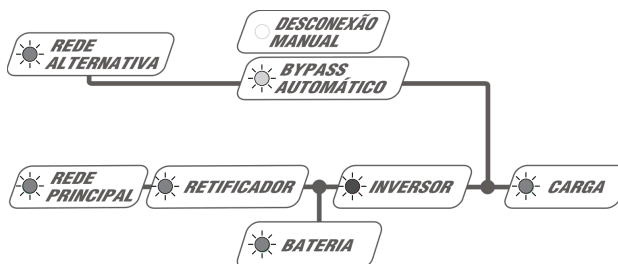 DESCONEXÃO
MANUAL
REDE
ALTERNATIVA
BYPASS
AUTOMÁTICO
REDE
PRINCIPAL
RETIFICADOR
INVERSOR
CARGA
BATERIA